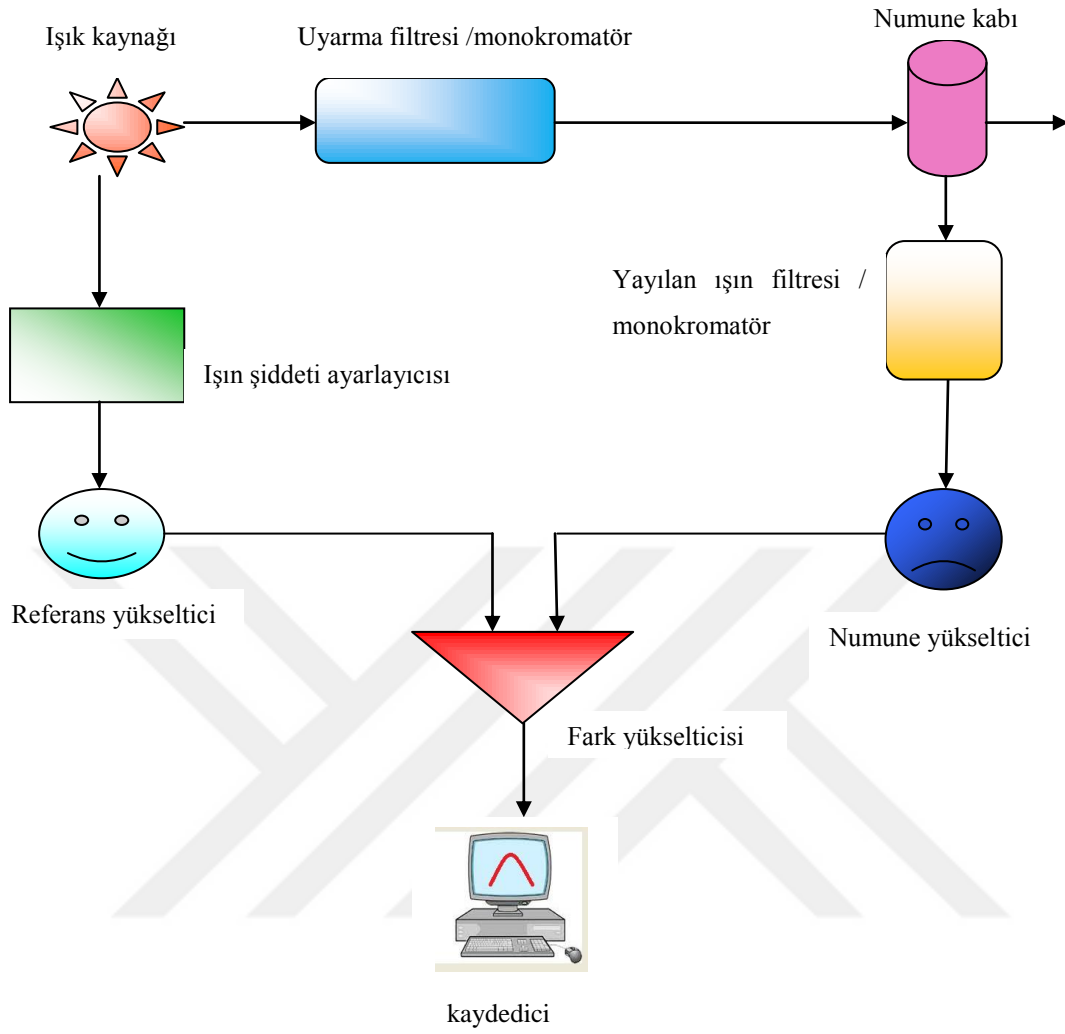 Işık kaynağı
Uyarma filtresi /monokromatör
Numune kabı
Yayılan ışın filtresi /
monokromatör
Işın şiddeti ayarlayıcısı
Referans yükseltici
Numune yükseltici
Fark yükselticisi
kaydedici